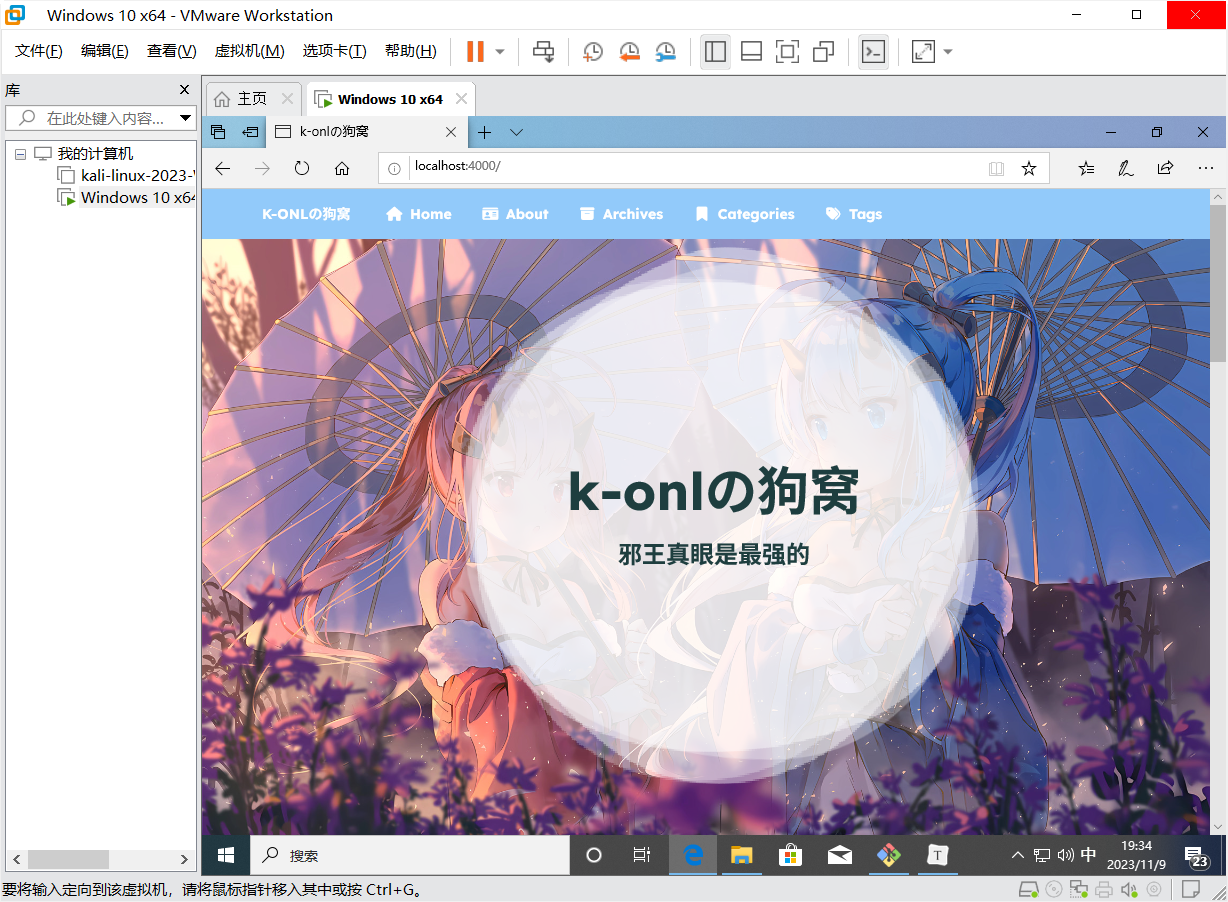 Windows 10 x64 - VMware Workstation
文件(F) 编辑(E) 查看(V) 虚拟机(M) 选项卡(T) 帮助(H)
库
主页
Windows 10 x64
在此处键入内容...
k-onlの狗窝
我的计算机
kali-linux-2023-
Windows 10 x64
localhost:4000/
K-ONLの狗窝 Home About Archives Categories Tags
k-onlの狗窝
邪王真眼是最强的
搜索
中
19:34
2023/11/9
23
要将输入定向到该虚拟机，请将鼠标指针移入其中或按 Ctrl+G。